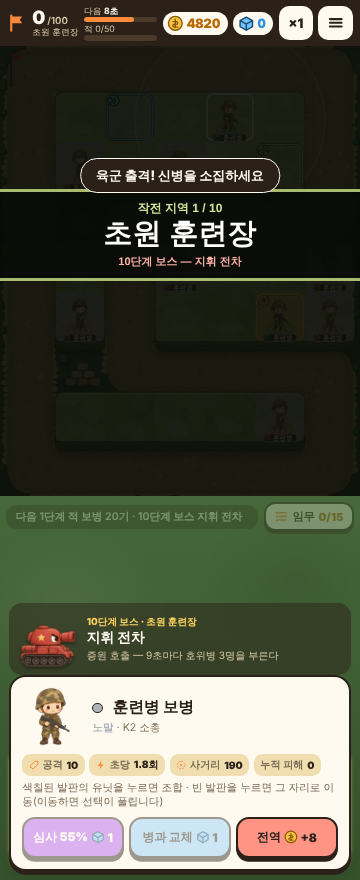 0 /100
초원 훈련장
다음 8초
적 0/50
4820
0
×1
육군 출격! 신병을 소집하세요
작전 지역 1 / 10
초원 훈련장
10단계 보스 — 지휘 전차
다음 1단계 적 보병 20기 · 10단계 보스 지휘 전차
임무 0/15
10단계 보스 · 초원 훈련장
지휘 전차
증원 호출 — 9초마다 호위병 3명을 부른다
훈련병 보병
노말 · K2 소총
공격 10
초당 1.8회
사거리 190
누적 피해 0
색칠된 발판의 유닛을 누르면 조합 · 빈 발판을 누르면 그 자리로 이
동(이동하면 선택이 풀립니다)
심사 55% 1
병과 교체 1
전역 +8